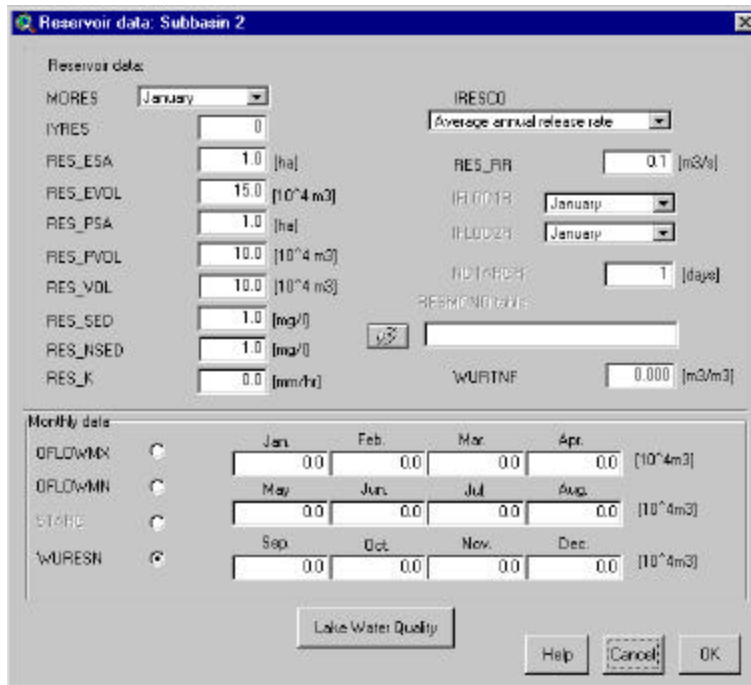 Reservoir data: Subbasin 2
Reservoir data:
MORES January
IYRES 0
RES_ESA 1.0 [ha]
RES_EVOL 15.0 [10^4 m3]
RES_PSA 1.0 [ha]
RES_PVOL 10.0 [10^4 m3]
RES_VOL 10.0 [10^4 m3]
RES_SED 1.0 [mg/l]
RES_NSED 1.0 [mg/l]
RES_K 0.0 [mm/hr]
IRESCO
Average annual release rate
RES_RR 0.1 [m3/s]
IFLOD1R January
IFLOD2R January
NDTARGR 1 [days]
RESMONO table
WURTNF 0.000 [m3/m3]
Monthly data
OFLOWMX
OFLOWMN
STARG
WURESN
Jan. Feb. Mar. Apr.
0.0 0.0 0.0 0.0 [10^4m3]
May Jun. Jul Aug.
0.0 0.0 0.0 0.0 [10^4m3]
Sep. Oct. Nov. Dec.
0.0 0.0 0.0 0.0 [10^4m3]
Lake Water Quality
Help Cancel OK